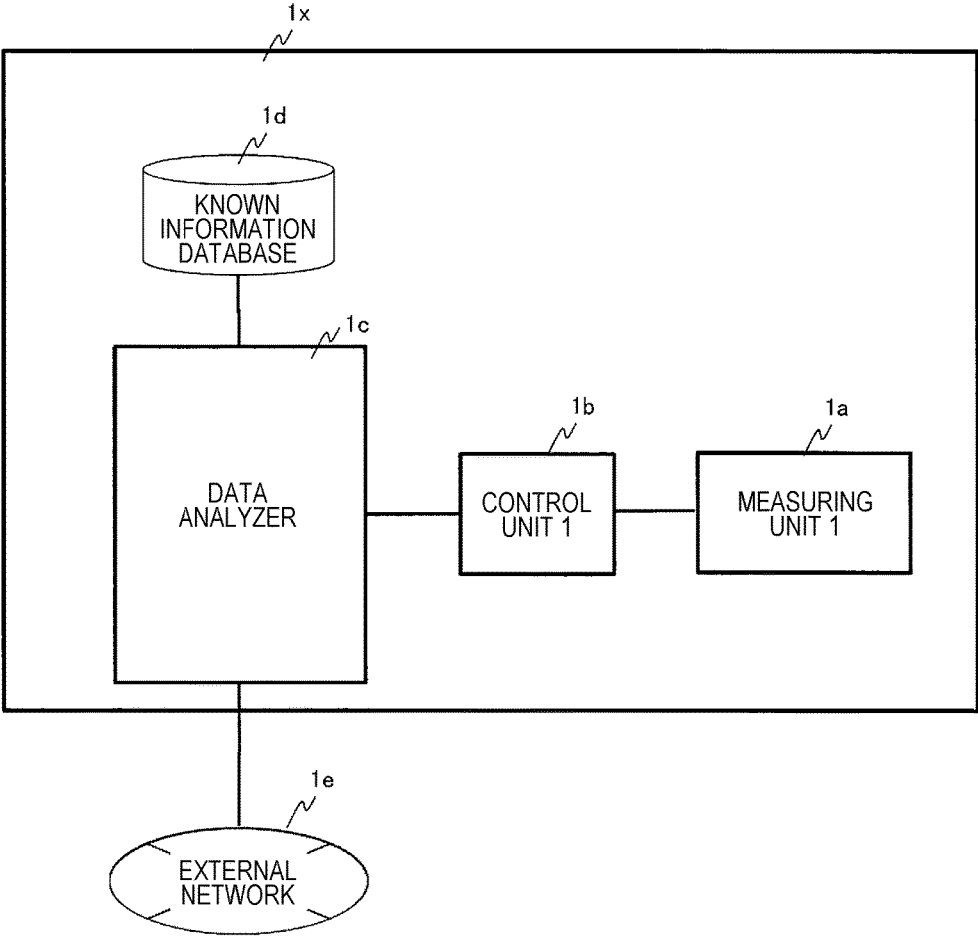 1x
1d
KNOWN
INFORMATION
DATABASE
1c
DATA
ANALYZER
1b
CONTROL
UNIT 1
1a
MEASURING
UNIT 1
1e
EXTERNAL
NETWORK